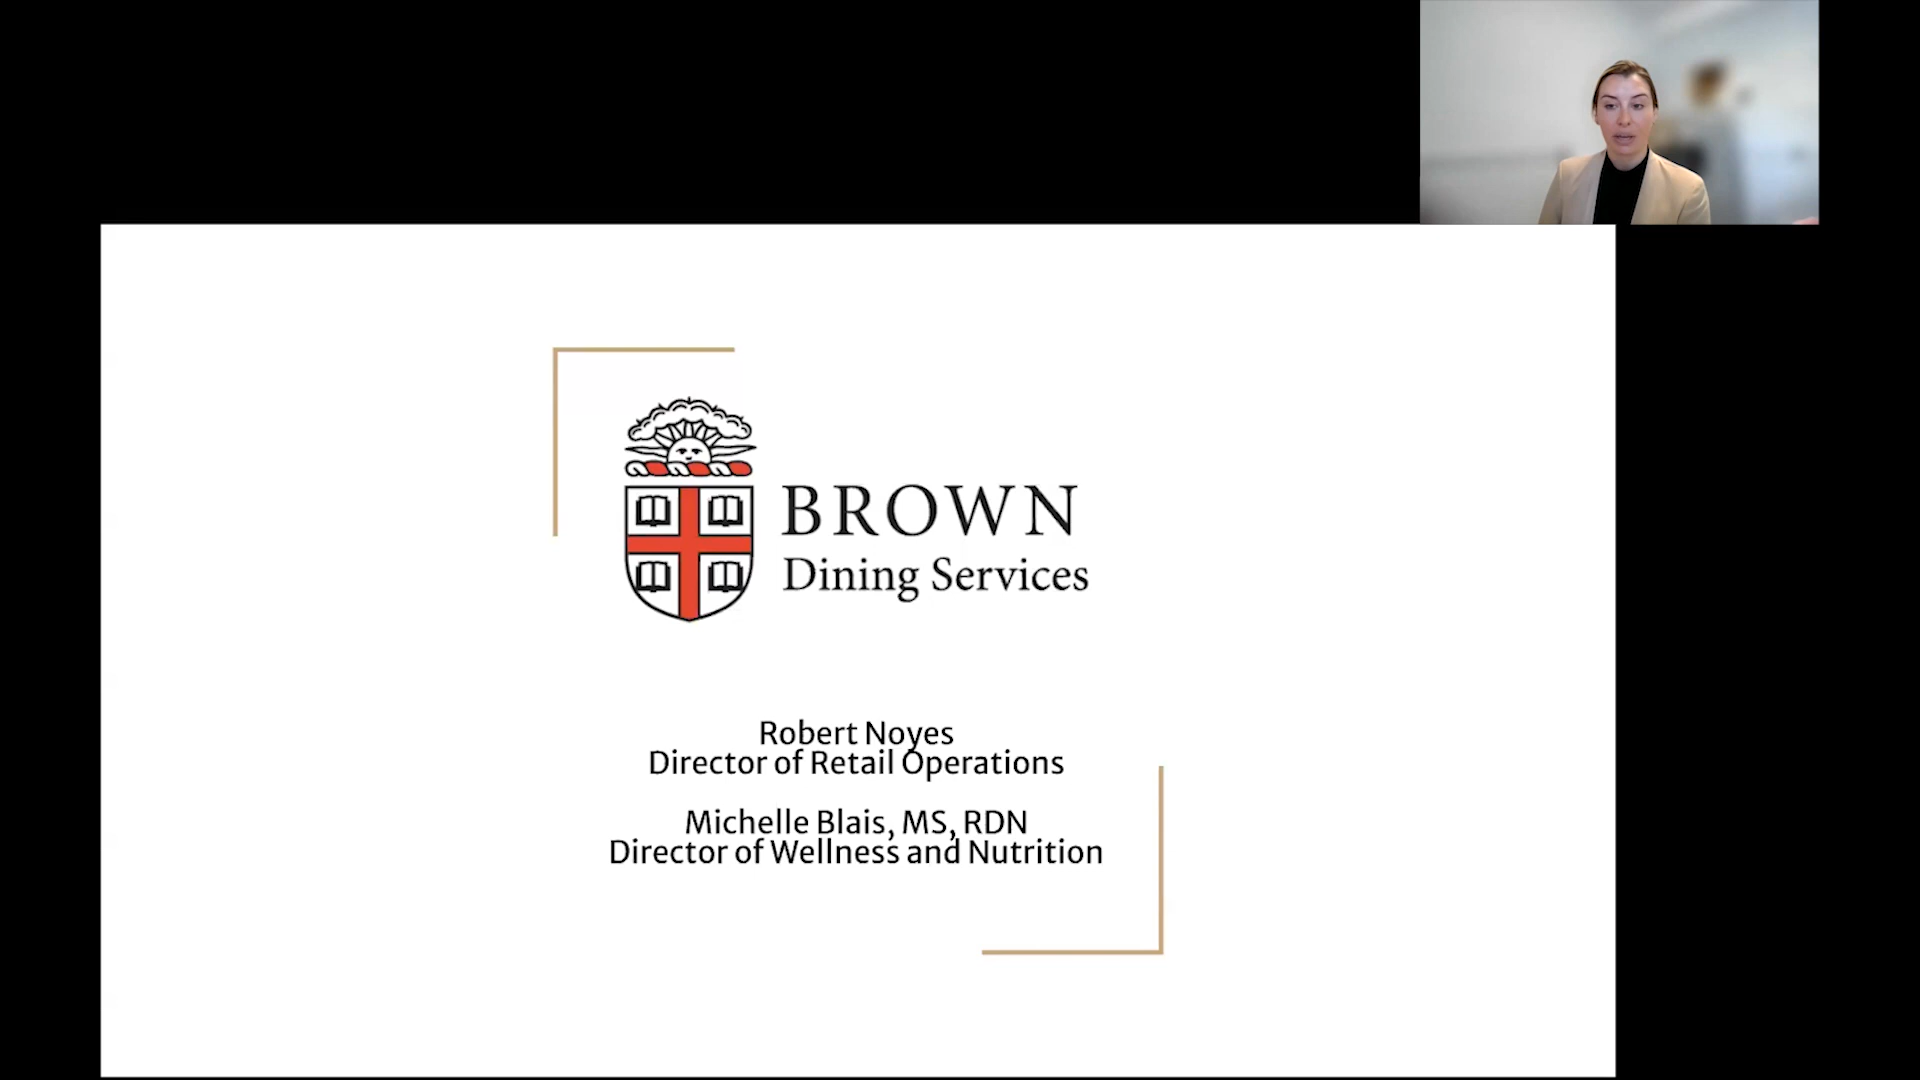 BROWN
Dining Services
Robert Noyes
Director of Retail Operations
Michelle Blais, MS, RDN
Director of Wellness and Nutrition